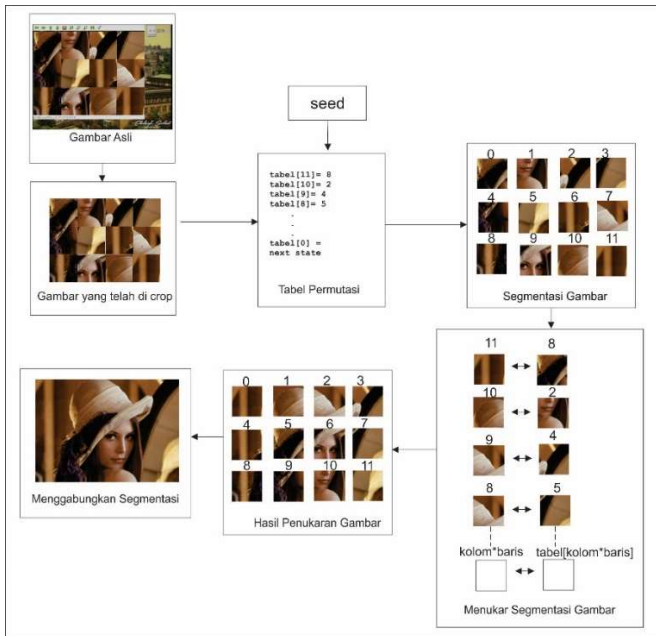 Gambar Asli
Gambar yang telah di crop
seed
tabel[11]= 8
tabel[10]= 2
tabel[9]= 4
tabel[8]= 5
.
.
.
tabel[0] =
next state
Tabel Permutasi
0 1 2 3
4 5 6 7
8 9 10 11
Segmentasi Gambar
11 8
10 2
9 4
8 5
kolom*baris tabel[kolom*baris]
Menukar Segmentasi Gambar
0 1 2 3
4 5 6 7
8 9 10 11
Hasil Penukaran Gambar
Menggabungkan Segmentasi